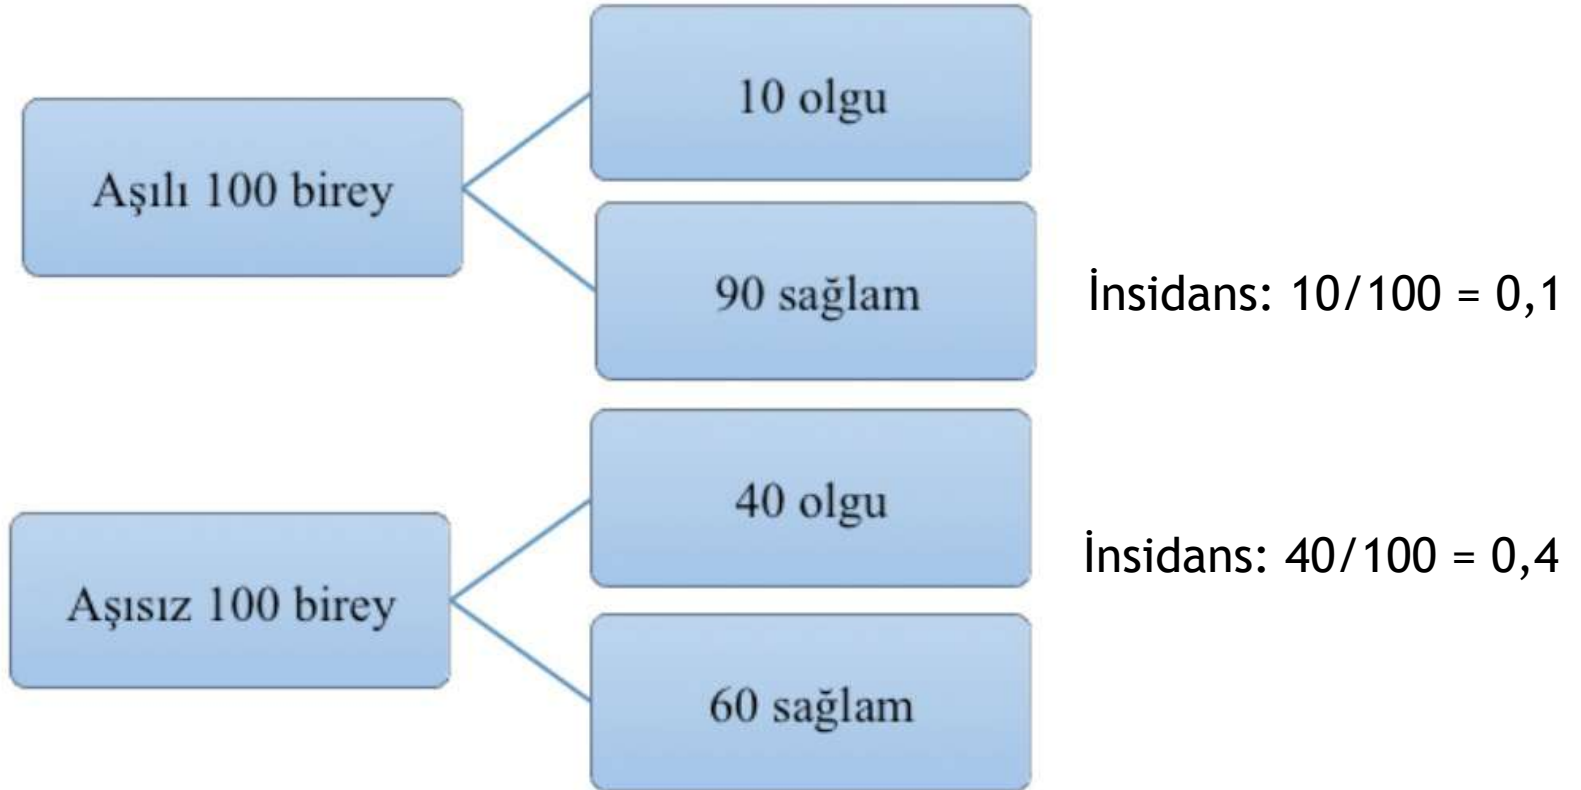 10 olgu
Aşılı 100 birey
90 sağlam
İnsidans: 10/100 = 0,1
40 olgu
İnsidans: 40/100 = 0,4
Aşısız 100 birey
60 sağlam